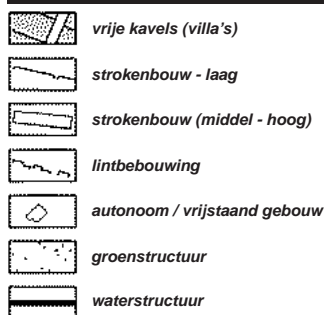 vrije kavels (villa's)
strokenbouw - laag
strokenbouw (middel - hoog)
lintbebouwing
autonoom / vrijstaand gebouw
groenstructuur
waterstructuur